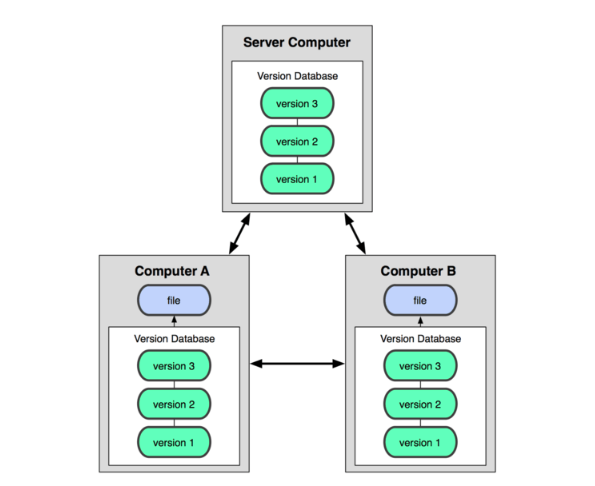 Server Computer
Version Database
version 3
version 2
version 1
Computer A
file
Version Database
version 3
version 2
version 1
Computer B
file
Version Database
version 3
version 2
version 1